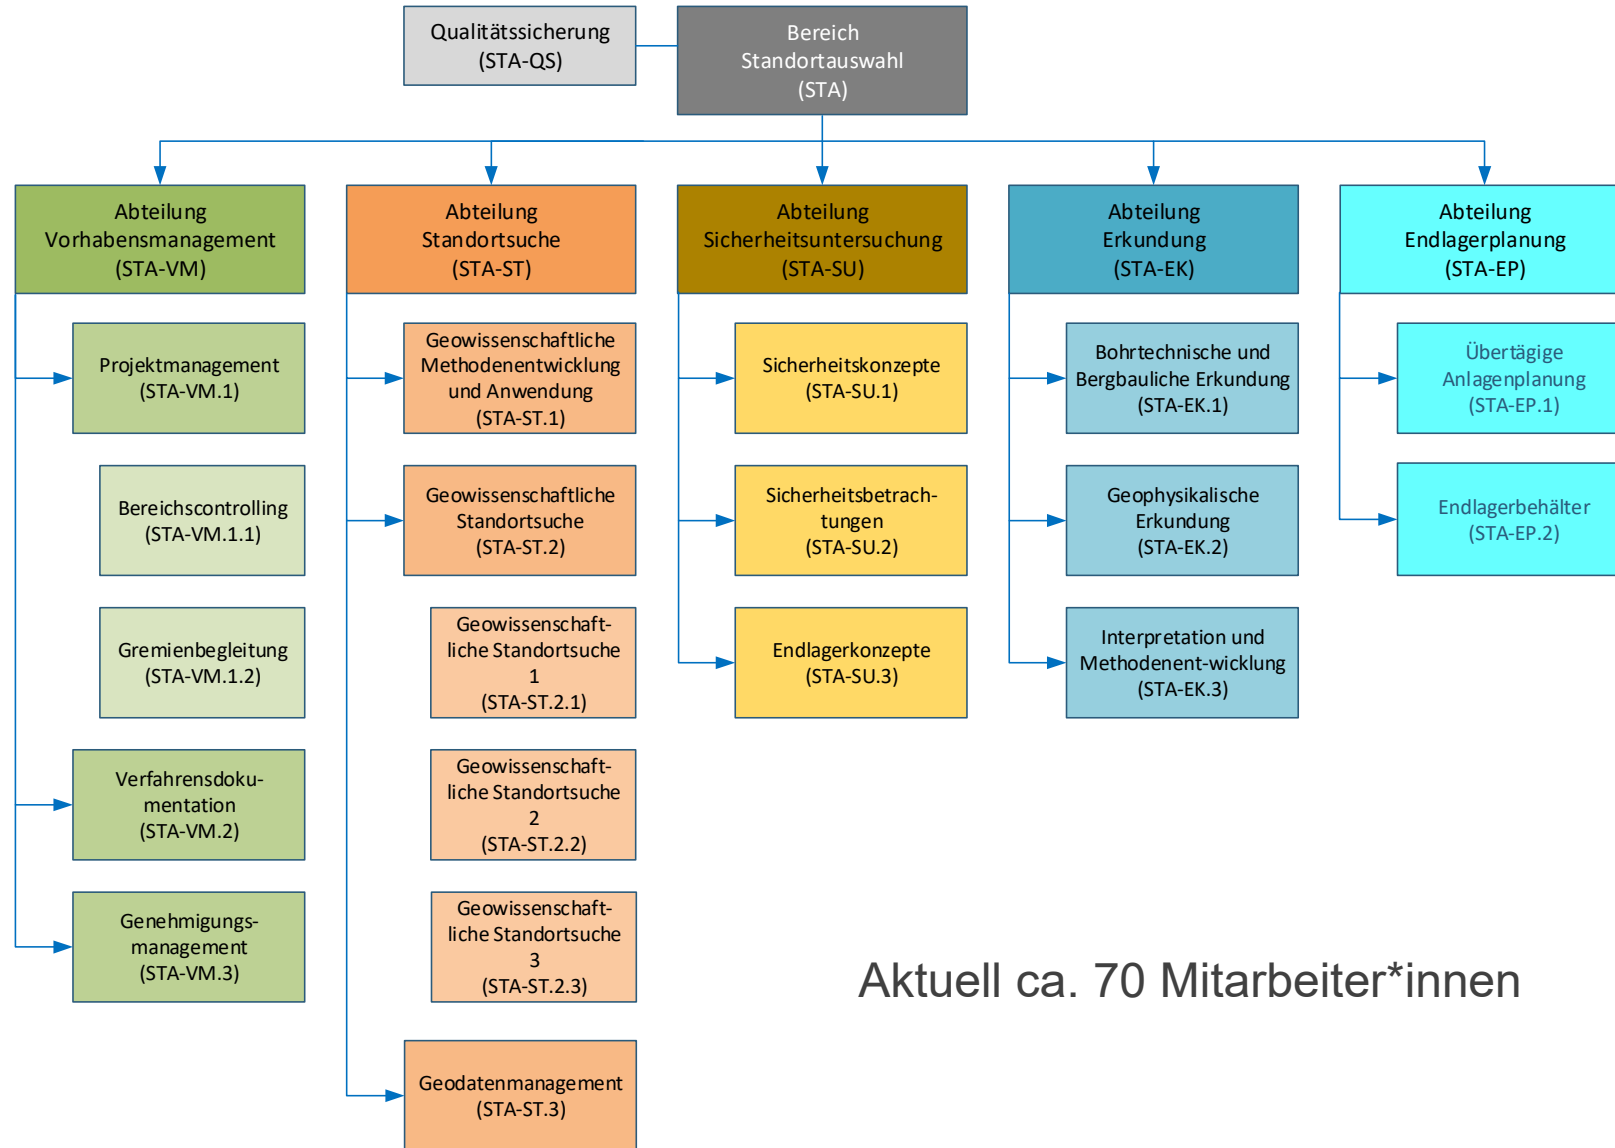 Qualitätssicherung
(STA-QS)
Bereich
Standortauswahl
(STA)
Abteilung
Vorhabensmanagement
(STA-VM)
Abteilung
Standortsuche
(STA-ST)
Abteilung
Sicherheitsuntersuchung
(STA-SU)
Abteilung
Erkundung
(STA-EK)
Abteilung
Endlagerplanung
(STA-EP)
Projektmanagement
(STA-VM.1)
Bereichscontrolling
(STA-VM.1.1)
Gremienbegleitung
(STA-VM.1.2)
Verfahrensdoku-
mentation
(STA-VM.2)
Genehmigungs-
management
(STA-VM.3)
Geowissenschaftliche
Methodenentwicklung
und Anwendung
(STA-ST.1)
Geowissenschaftliche
Standortsuche
(STA-ST.2)
Geowissenschaft-
liche Standortsuche
1
(STA-ST.2.1)
Geowissenschaft-
liche Standortsuche
2
(STA-ST.2.2)
Geowissenschaft-
liche Standortsuche
3
(STA-ST.2.3)
Geodatenmanagement
(STA-ST.3)
Sicherheitskonzepte
(STA-SU.1)
Sicherheitsbetrach-
tungen
(STA-SU.2)
Endlagerkonzepte
(STA-SU.3)
Bohrtechnische und
Bergbauliche Erkundung
(STA-EK.1)
Geophysikalische
Erkundung
(STA-EK.2)
Interpretation und
Methodenent-wicklung
(STA-EK.3)
Übertägige
Anlagenplanung
(STA-EP.1)
Endlagerbehälter
(STA-EP.2)
Aktuell ca. 70 Mitarbeiter*innen